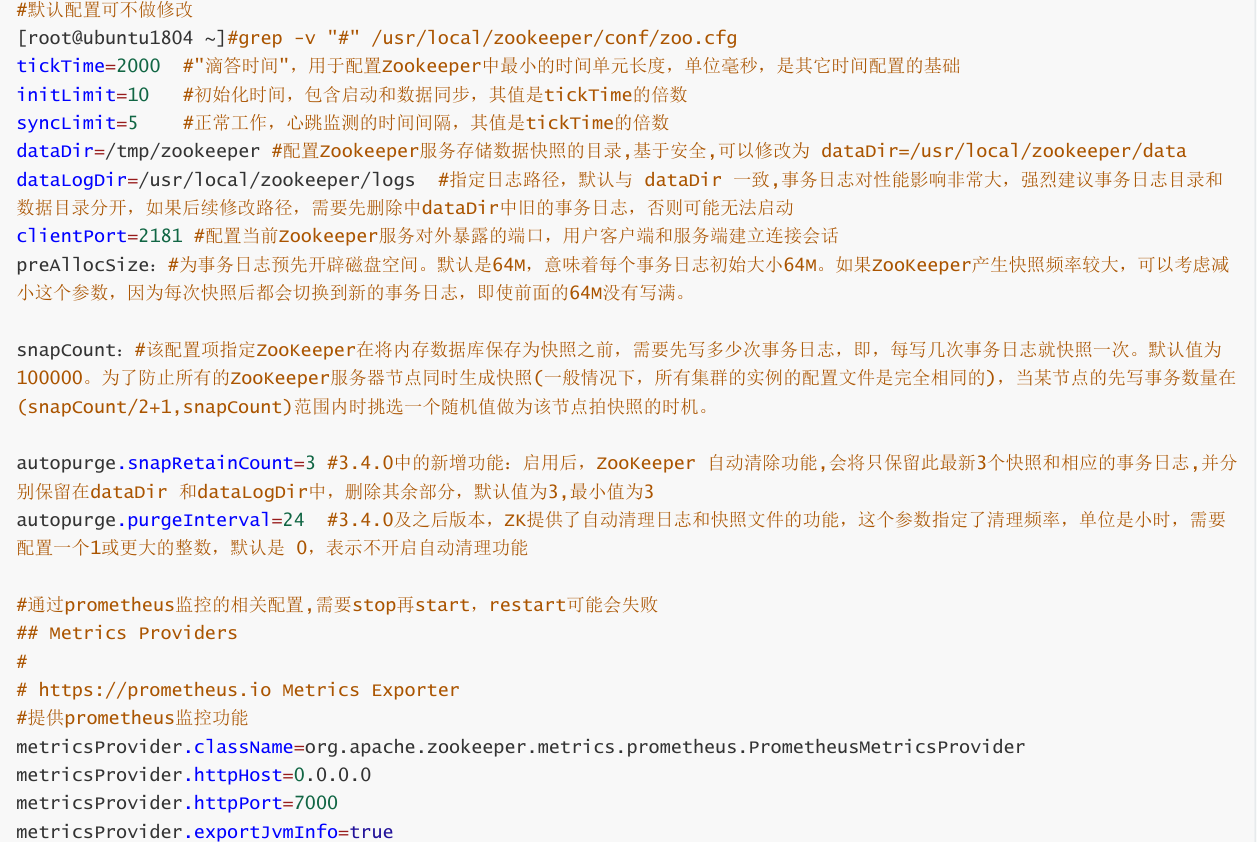 #默认配置可不做修改
[root@ubuntu1804 ~]#grep -v "#" /usr/local/zookeeper/conf/zoo.cfg
tickTime=2000  #"滴答时间"，用于配置Zookeeper中最小的时间单元长度，单位毫秒，是其它时间配置的基础
initLimit=10   #初始化时间，包含启动和数据同步，其值是tickTime的倍数
syncLimit=5    #正常工作，心跳监测的时间间隔，其值是tickTime的倍数
dataDir=/tmp/zookeeper #配置Zookeeper服务存储数据快照的目录,基于安全,可以修改为 dataDir=/usr/local/zookeeper/data
dataLogDir=/usr/local/zookeeper/logs  #指定日志路径，默认与 dataDir 一致,事务日志对性能影响非常大，强烈建议事务日志目录和
数据目录分开，如果后续修改路径，需要先删除中dataDir中旧的事务日志，否则可能无法启动
clientPort=2181 #配置当前Zookeeper服务对外暴露的端口，用户客户端和服务端建立连接会话
preAllocSize：#为事务日志预先开辟磁盘空间。默认是64M，意味着每个事务日志初始大小64M。如果ZooKeeper产生快照频率较大，可以考虑减
小这个参数，因为每次快照后都会切换到新的事务日志，即使前面的64M没有写满。
snapCount：#该配置项指定ZooKeeper在将内存数据库保存为快照之前，需要先写多少次事务日志，即，每写几次事务日志就快照一次。默认值为
100000。为了防止所有的ZooKeeper服务器节点同时生成快照(一般情况下，所有集群的实例的配置文件是完全相同的)，当某节点的先写事务数量在
(snapCount/2+1,snapCount)范围内时挑选一个随机值做为该节点拍快照的时机。
autopurge.snapRetainCount=3 #3.4.0中的新增功能：启用后，ZooKeeper 自动清除功能,会将只保留此最新3个快照和相应的事务日志,并分
别保留在dataDir 和dataLogDir中，删除其余部分，默认值为3,最小值为3
autopurge.purgeInterval=24  #3.4.0及之后版本，ZK提供了自动清理日志和快照文件的功能，这个参数指定了清理频率，单位是小时，需要
配置一个1或更大的整数，默认是 0，表示不开启自动清理功能
#通过prometheus监控的相关配置,需要stop再start，restart可能会失败
## Metrics Providers
#
# https://prometheus.io Metrics Exporter
#提供prometheus监控功能
metricsProvider.className=org.apache.zookeeper.metrics.prometheus.PrometheusMetricsProvider
metricsProvider.httpHost=0.0.0.0
metricsProvider.httpPort=7000
metricsProvider.exportJvmInfo=true